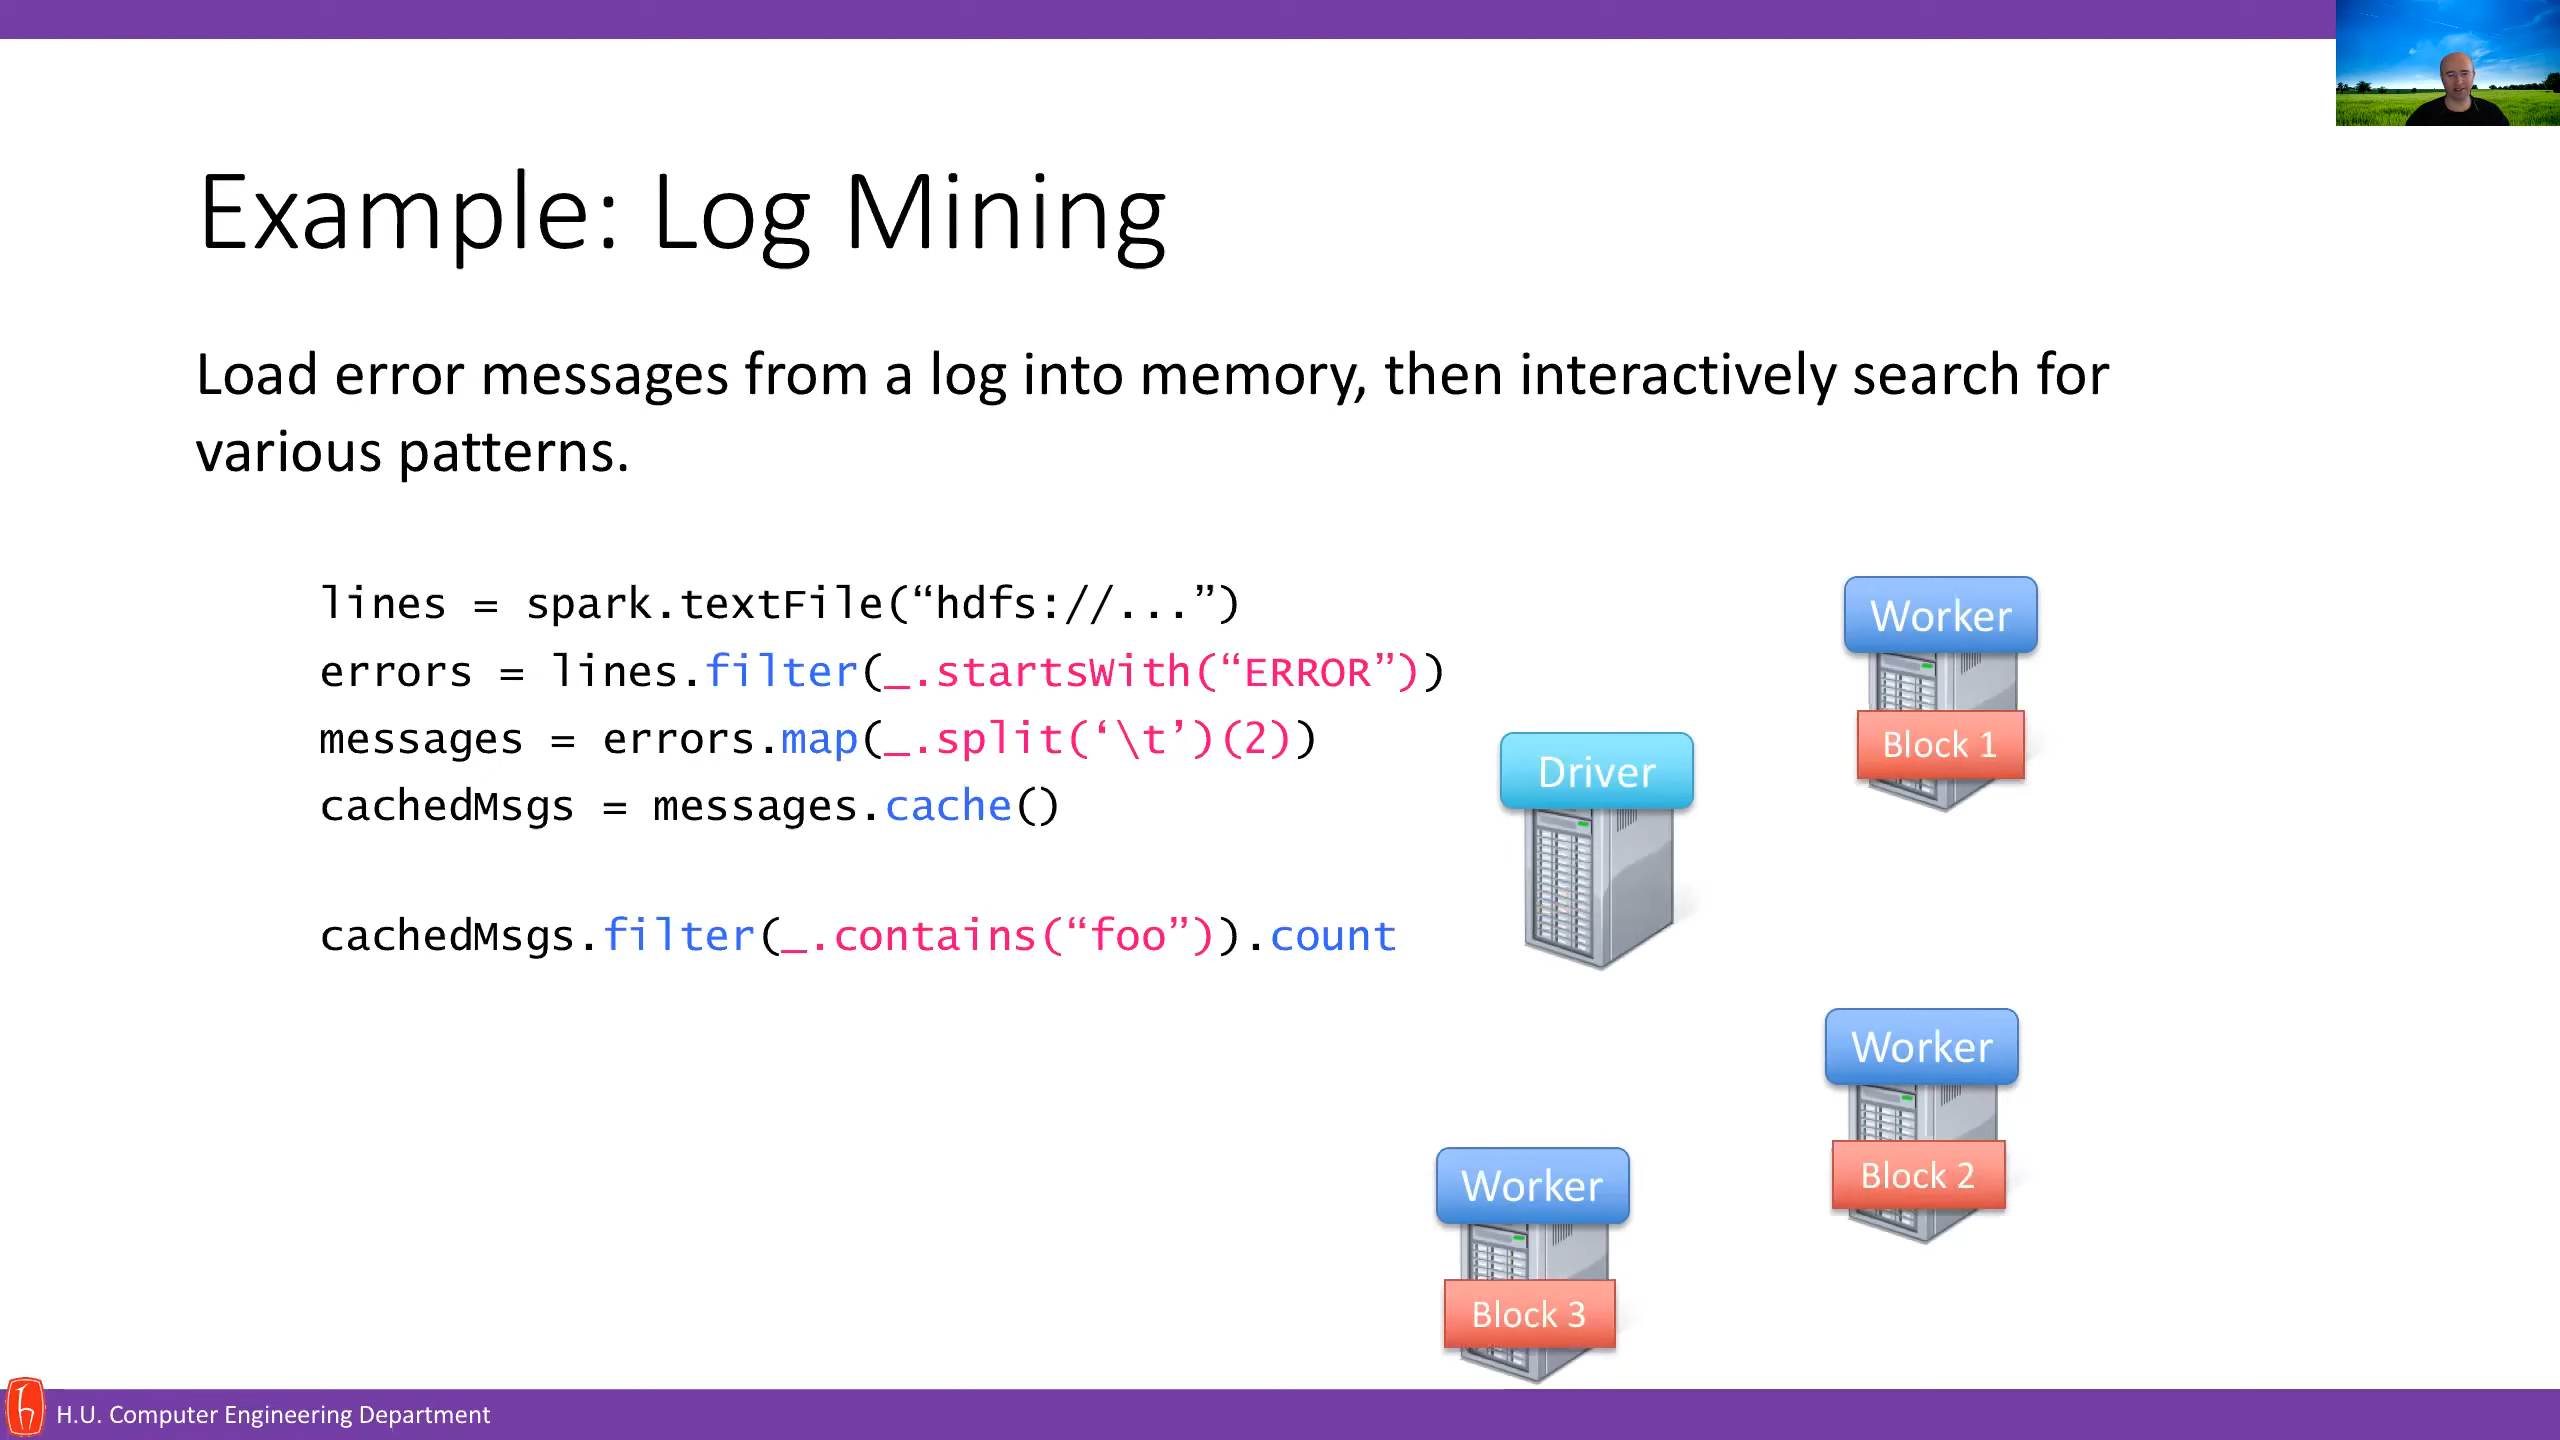 Example: Log Mining
Load error messages from a log into memory, then interactively search for
various patterns.
lines = spark.textFile(“hdfs://...”)
errors = lines.filter(_.startsWith(“ERROR”))
messages = errors.map(_.split(‘\t’)(2))
cachedMsgs = messages.cache()
cachedMsgs.filter(_.contains(“foo”)).count
Worker
Block 1
Driver
Worker
Block 2
Worker
Block 3
H.U. Computer Engineering Department